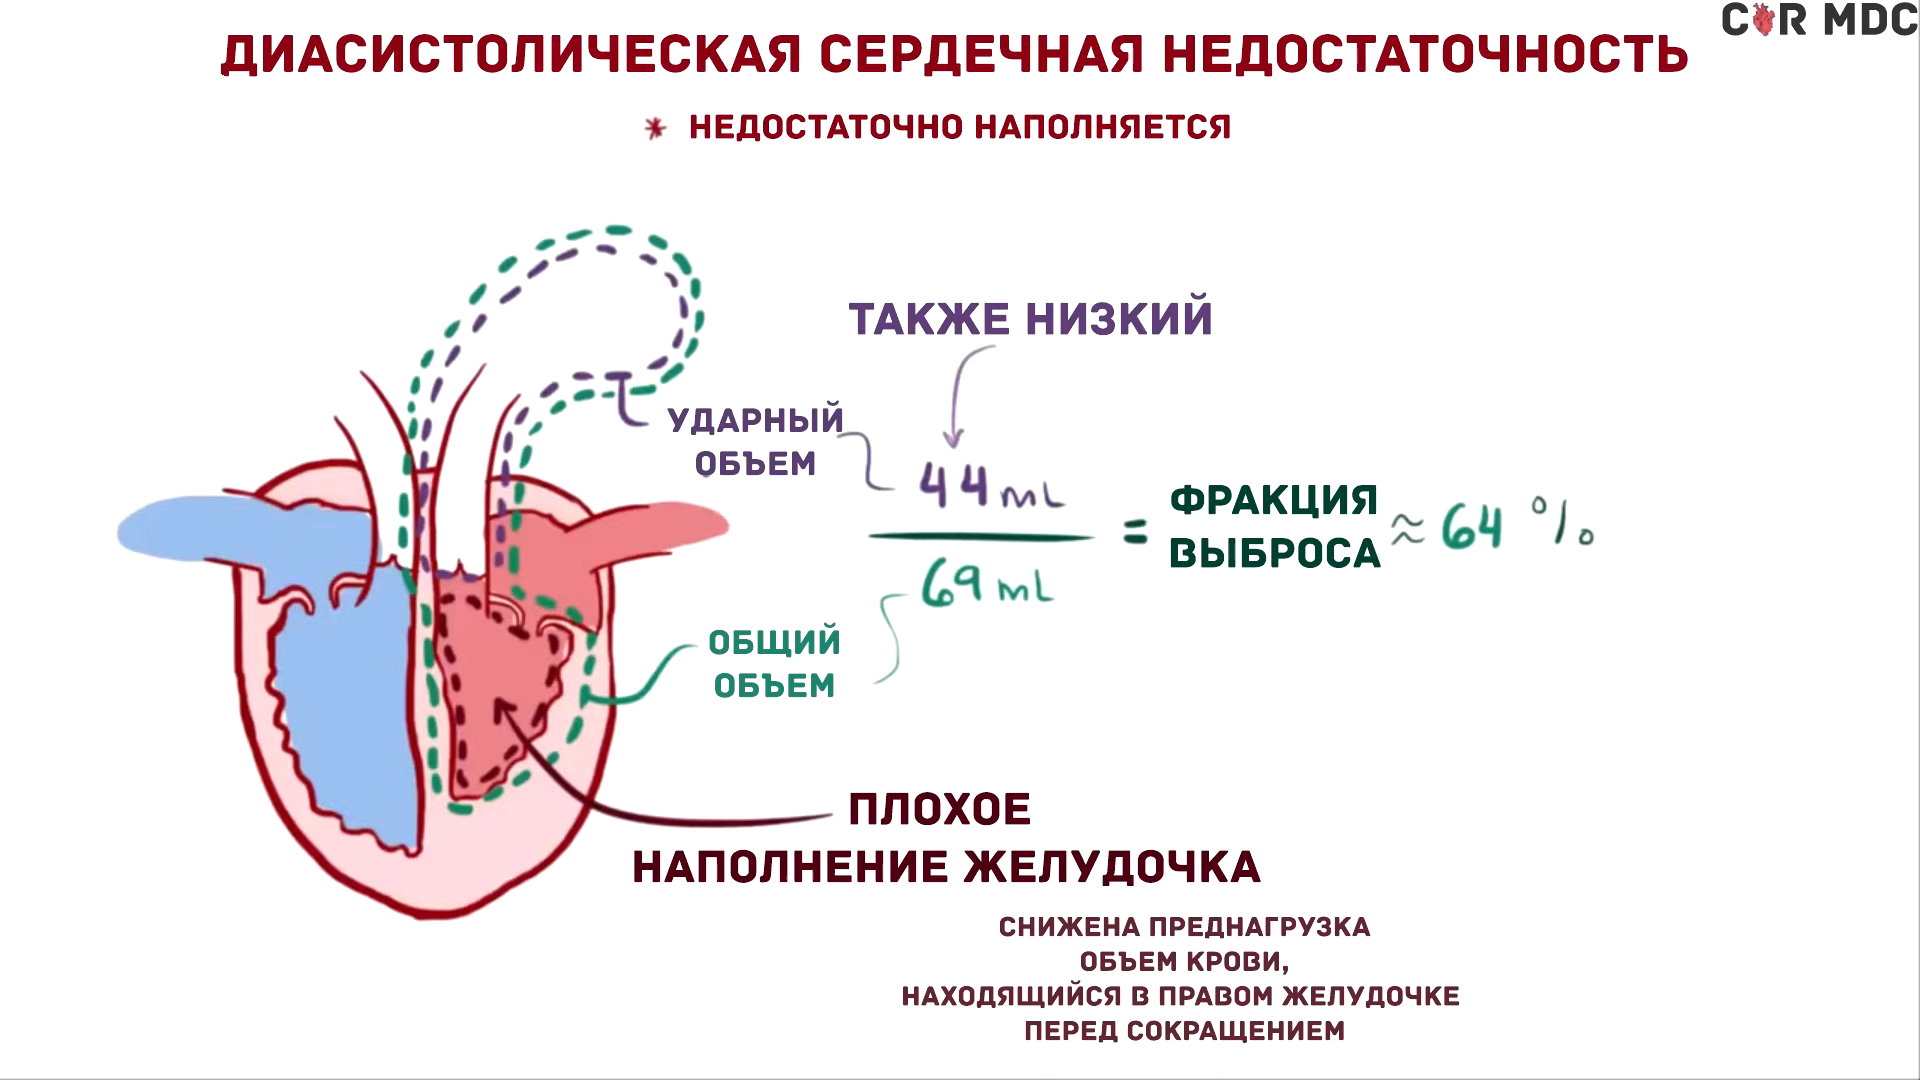 C R MDC
ДИАСИСТОЛИЧЕСКАЯ СЕРДЕЧНАЯ НЕДОСТАТОЧНОСТЬ
* НЕДОСТАТОЧНО НАПОЛНЯЕТСЯ
ТАКЖЕ НИЗКИЙ
УДАРНЫЙ
ОБЪЕМ
44 mL
69 mL
=
ФРАКЦИЯ
ВЫБРОСА
≈ 64 %
ОБЩИЙ
ОБЪЕМ
ПЛОХОЕ
НАПОЛНЕНИЕ ЖЕЛУДОЧКА
СНИЖЕНА ПРЕДНАГРУЗКА
ОБЪЕМ КРОВИ,
НАХОДЯЩИЙСЯ В ПРАВОМ ЖЕЛУДОЧКЕ
ПЕРЕД СОКРАЩЕНИЕМ